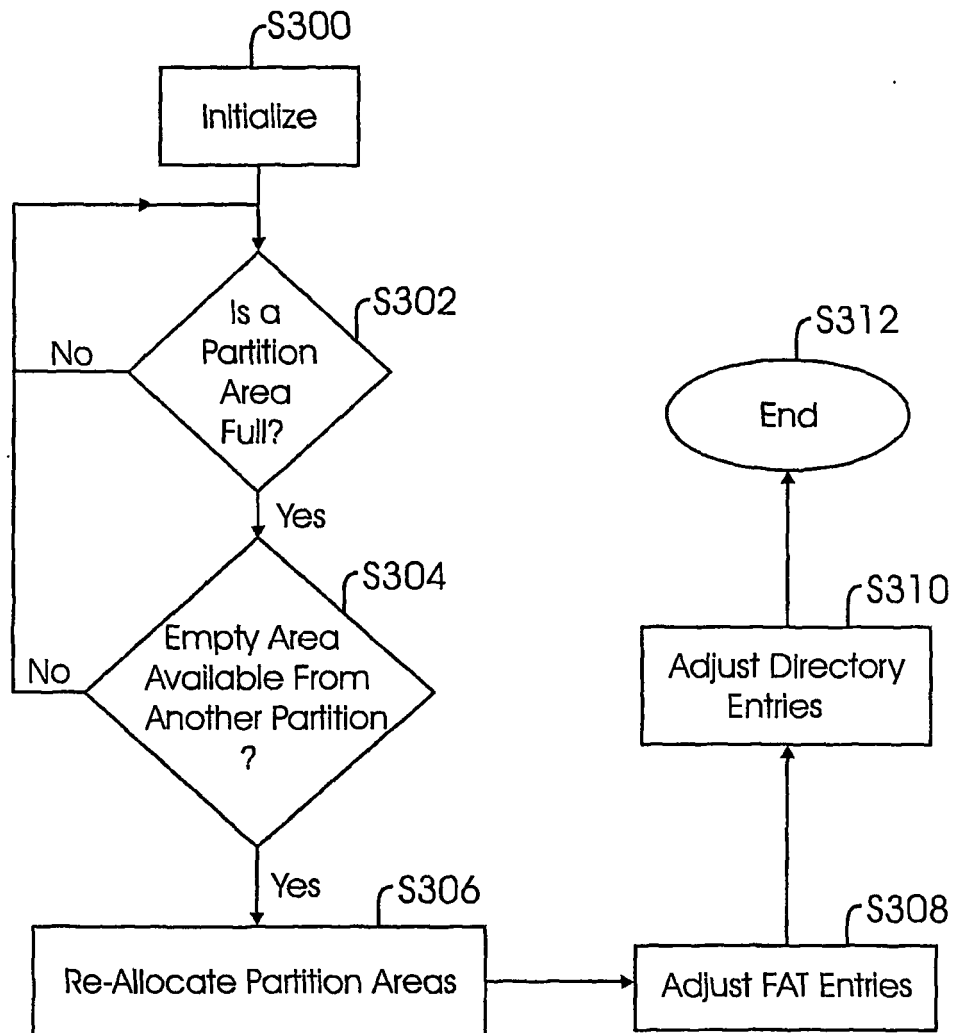 S300
Initialize
S302
Is a
Partition
Area
Full?
No
Yes
S304
Empty Area
Available From
Another Partition
?
No
Yes
S306
Re-Allocate Partition Areas
S308
Adjust FAT Entries
S310
Adjust Directory
Entries
S312
End